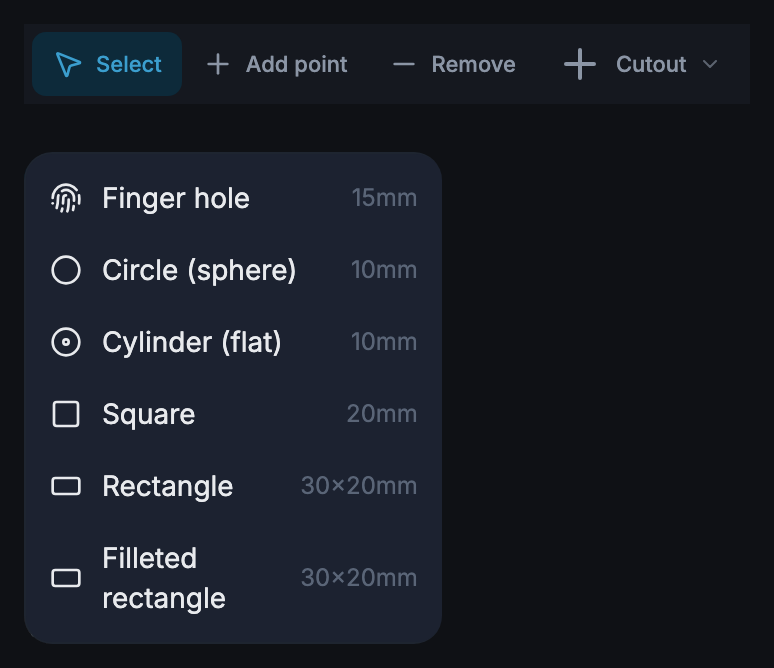 Select Add point Remove Cutout
Finger hole 15mm
Circle (sphere) 10mm
Cylinder (flat) 10mm
Square 20mm
Rectangle 30×20mm
Filleted
rectangle 30×20mm